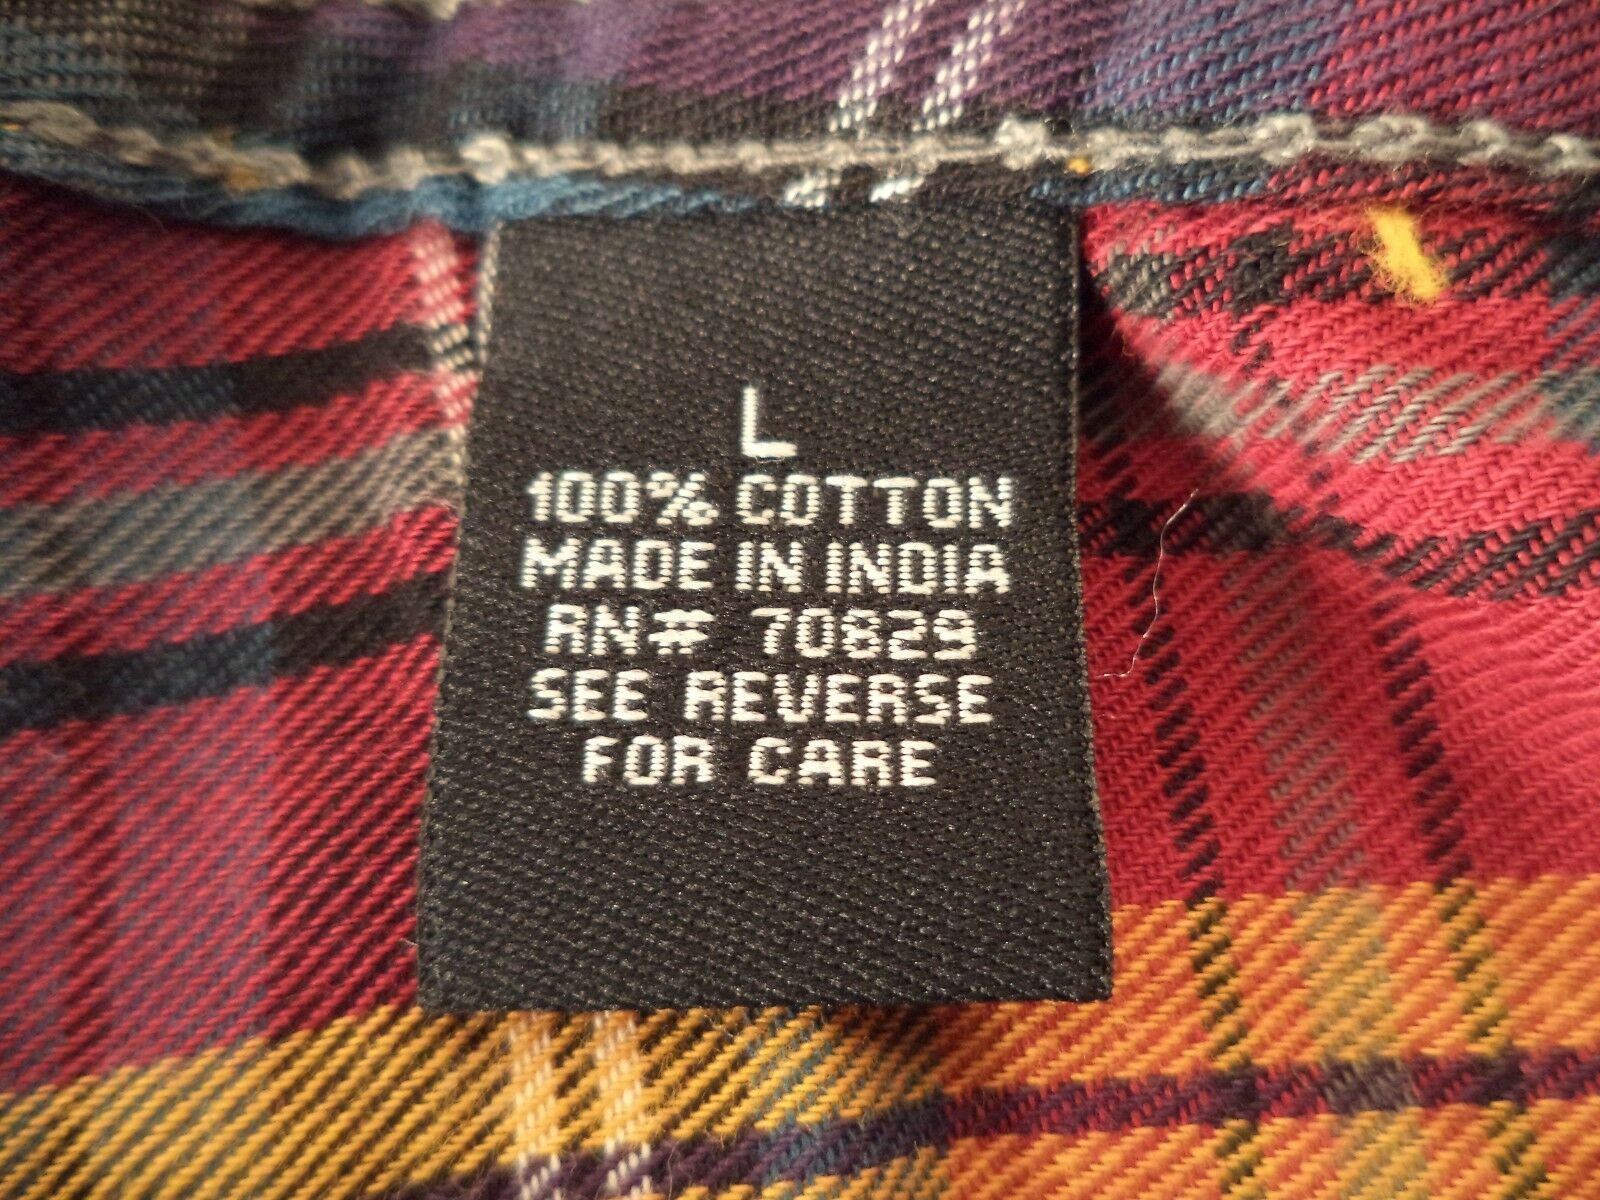 L
100% COTTON
MADE IN INDIA
RN# 70829
SEE REVERSE
FOR CARE